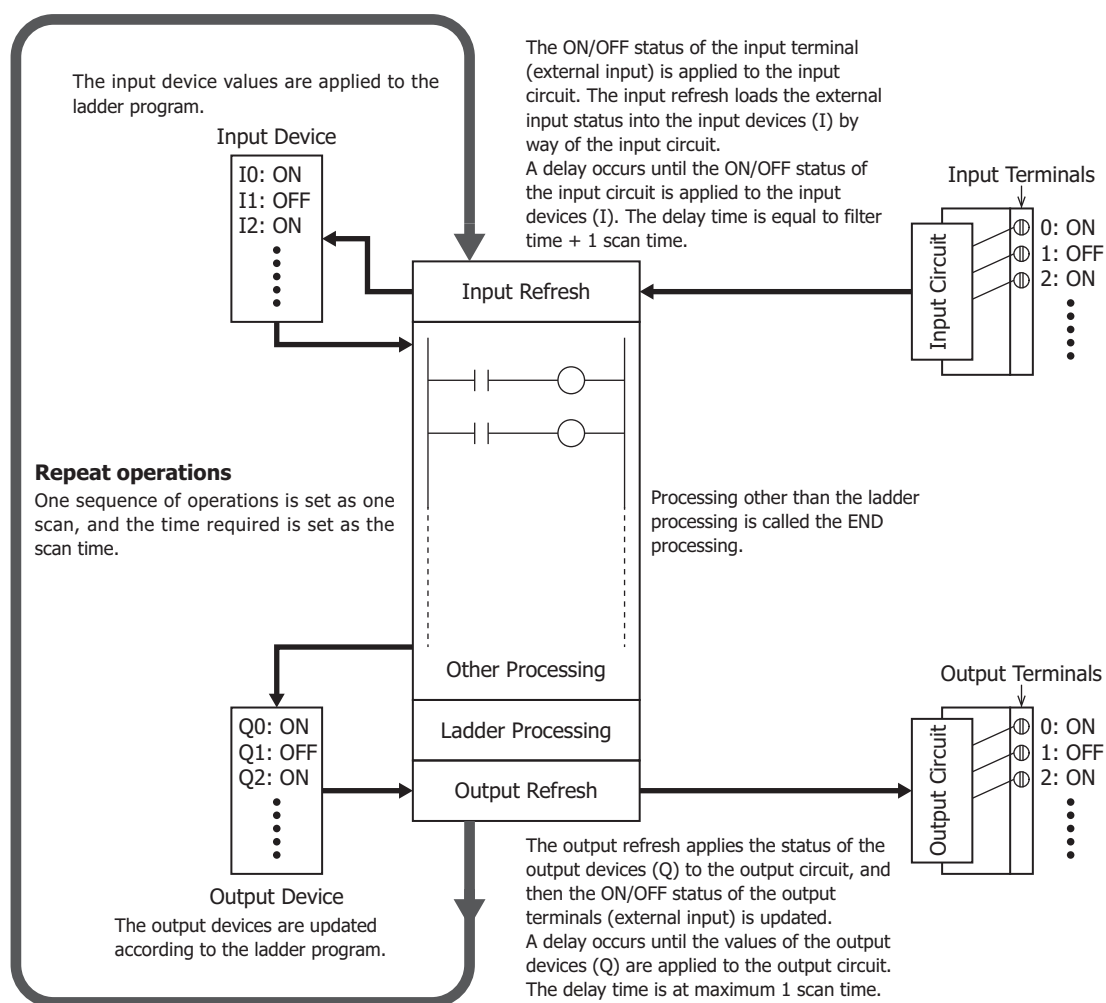 The input device values are applied to the
ladder program.
Input Device
I0: ON
I1: OFF
I2: ON
The ON/OFF status of the input terminal
(external input) is applied to the input
circuit. The input refresh loads the external
input status into the input devices (I) by
way of the input circuit.
A delay occurs until the ON/OFF status of
the input circuit is applied to the input
devices (I). The delay time is equal to filter
time + 1 scan time.
Input Terminals
Input Circuit
0: ON
1: OFF
2: ON
Input Refresh
Repeat operations
One sequence of operations is set as one
scan, and the time required is set as the
scan time.
Processing other than the ladder
processing is called the END
processing.
Other Processing
Ladder Processing
Output Refresh
Q0: ON
Q1: OFF
Q2: ON
Output Device
The output devices are updated
according to the ladder program.
Output Terminals
Output Circuit
0: ON
1: OFF
2: ON
The output refresh applies the status of the
output devices (Q) to the output circuit, and
then the ON/OFF status of the output
terminals (external input) is updated.
A delay occurs until the values of the output
devices (Q) are applied to the output circuit.
The delay time is at maximum 1 scan time.